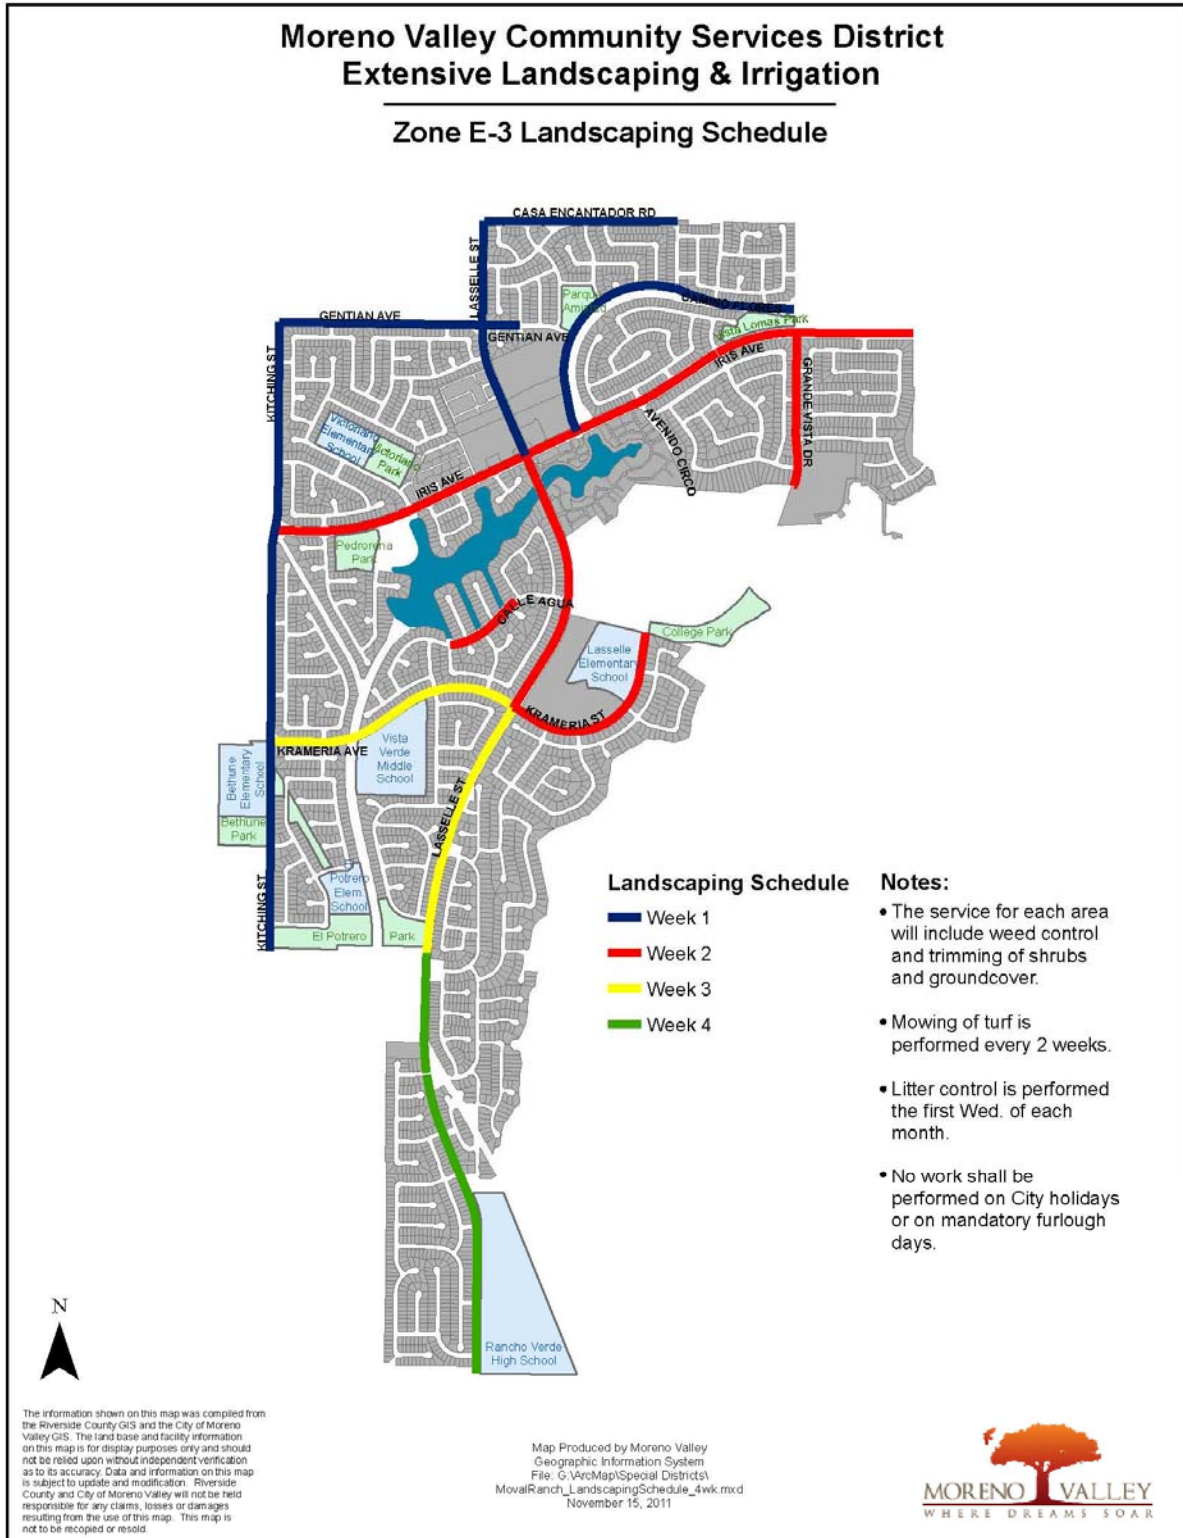 Moreno Valley Community Services District
Extensive Landscaping & Irrigation
Zone E-3 Landscaping Schedule
CASA ENCANTADOR RD
LASSELLE ST
Parque
CAMINO FLORES
GENTIAN AVE
GENTIAN AVE
Vista Lomas Park
KITCHING ST
IRIS AVE
GRANDE VISTA DR
AVENIDO CIRCO
Victoriano
Elementary
School
Victoriano
Park
IRIS AVE
Pedrorena
Park
CALLE AGUA
College Park
Lasselle
Elementary
School
KRAMERIA ST
KRAMERIA AVE
Vista
Verde
Middle
School
Bethune
Elementary
School
Bethune
Park
LASSELLE ST
El
Potrero
Elem.
School
KITCHING ST
El Potrero
Park
Landscaping Schedule
Week 1
Week 2
Week 3
Week 4
Notes:
• The service for each area
will include weed control
and trimming of shrubs
and groundcover.
• Mowing of turf is
performed every 2 weeks.
• Litter control is performed
the first Wed. of each
month.
• No work shall be
performed on City holidays
or on mandatory furlough
days.
Rancho Verde
High School
N
The information shown on this map was compiled from
the Riverside County GIS and the City of Moreno
Valley GIS. The land base and facility information
on this map is for display purposes only and should
not be relied upon without independent verification
as to its accuracy. Data and information on this map
is subject to update and modification. Riverside
County and City of Moreno Valley will not be held
responsible for any claims, losses or damages
resulting from the use of this map. This map is
not to be recopied or resold.
Map Produced by Moreno Valley
Geographic Information System
File: G:\ArcMap\Special Districts\
MovalRanch_LandscapingSchedule_4wk.mxd
November 15, 2011
MORENO VALLEY
WHERE DREAMS SOAR